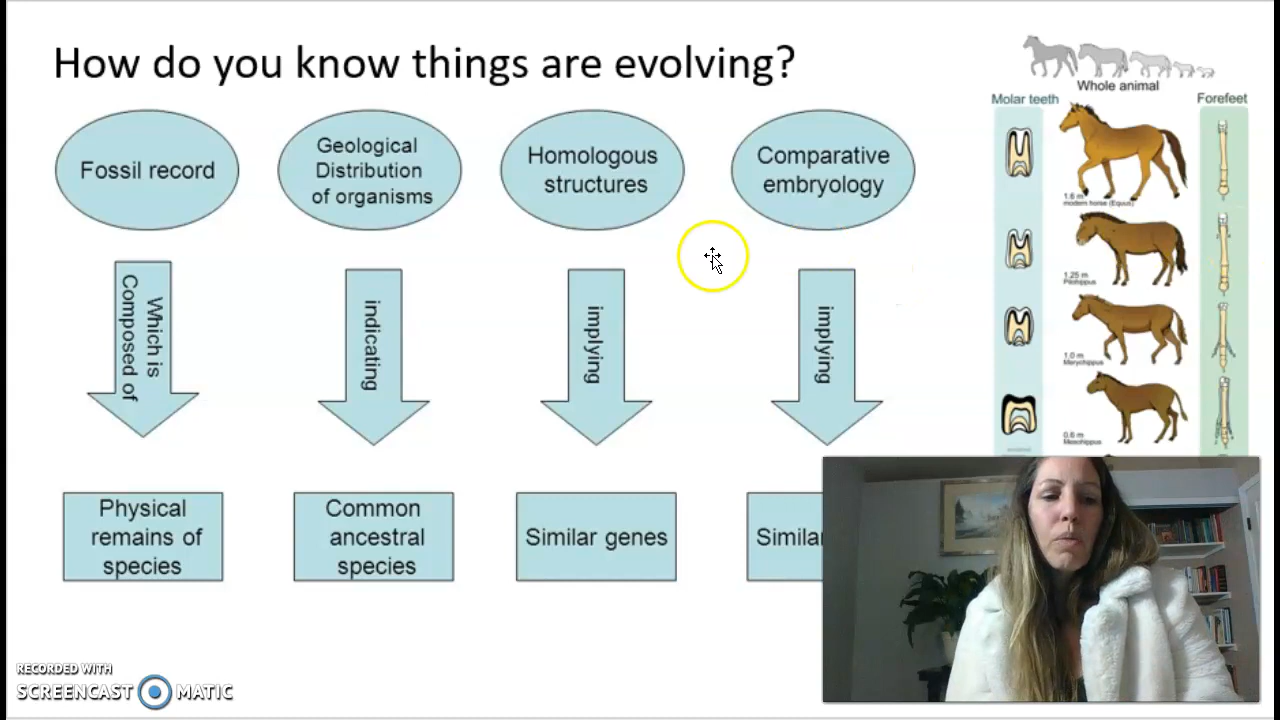 How do you know things are evolving?
Whole animal
Molar teeth
Forefeet
Fossil record
Geological
Distribution
of organisms
Homologous
structures
Comparative
embryology
1.6 m
modern horse (Equus)
1.25 m
Pliohippus
1.0 m
Merychippus
0.6 m
Mesohippus
Which is
Composed of
indicating
implying
implying
Physical
remains of
species
Common
ancestral
species
Similar genes
Similar
RECORDED WITH
SCREENCAST MATIC